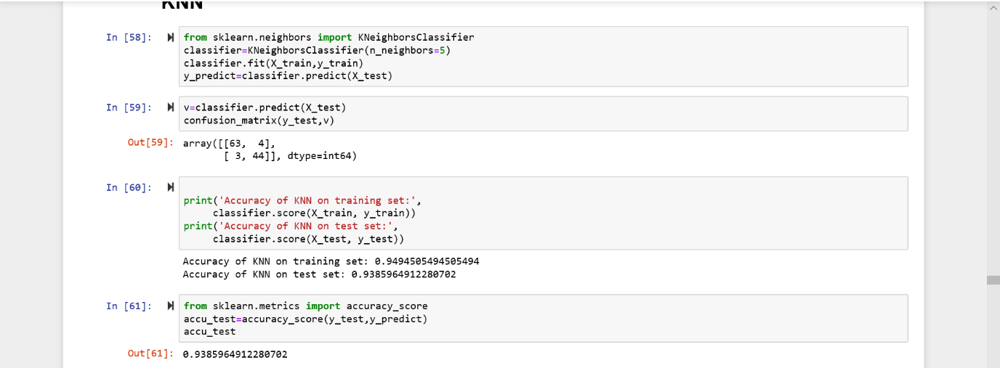 KNN
In [58]:
from sklearn.neighbors import KNeighborsClassifier
classifier=KNeighborsClassifier(n_neighbors=5)
classifier.fit(X_train,y_train)
y_predict=classifier.predict(X_test)
In [59]:
v=classifier.predict(X_test)
confusion_matrix(y_test,v)
Out[59]:
array([[63,  4],
       [ 3, 44]], dtype=int64)
In [60]:
print('Accuracy of KNN on training set:',
     classifier.score(X_train, y_train))
print('Accuracy of KNN on test set:',
     classifier.score(X_test, y_test))
Accuracy of KNN on training set: 0.9494505494505494
Accuracy of KNN on test set: 0.9385964912280702
In [61]:
from sklearn.metrics import accuracy_score
accu_test=accuracy_score(y_test,y_predict)
accu_test
Out[61]:
0.9385964912280702